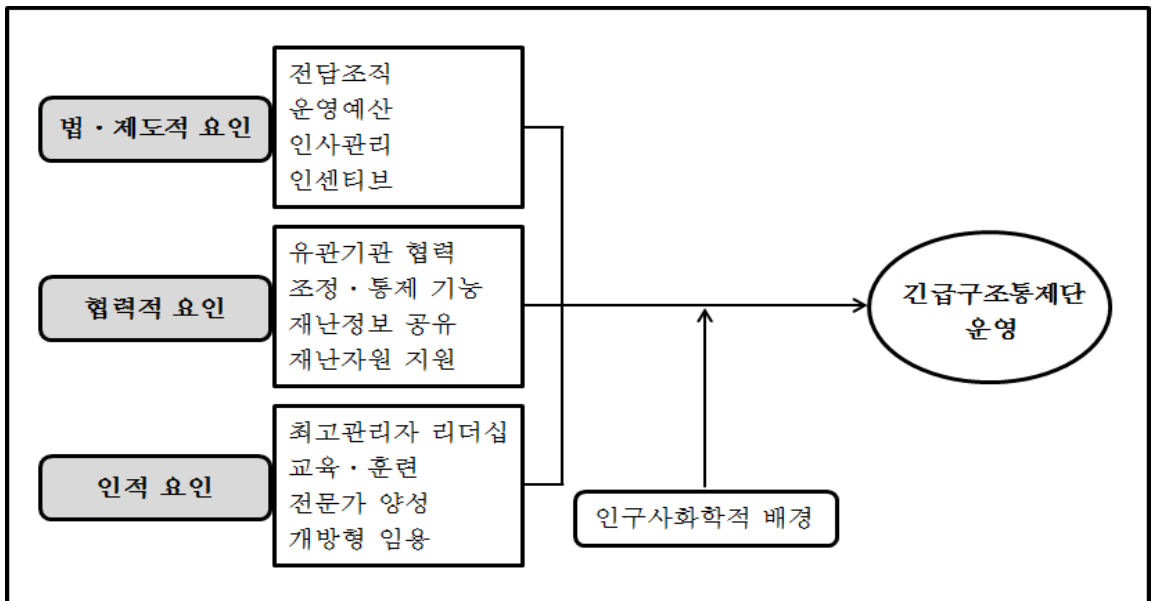 법·제도적 요인
전담조직
운영예산
인사관리
인센티브
협력적 요인
유관기관 협력
조정·통제 기능
재난정보 공유
재난자원 지원
인적 요인
최고관리자 리더십
교육·훈련
전문가 양성
개방형 임용
인구사화학적 배경
긴급구조통제단
운영